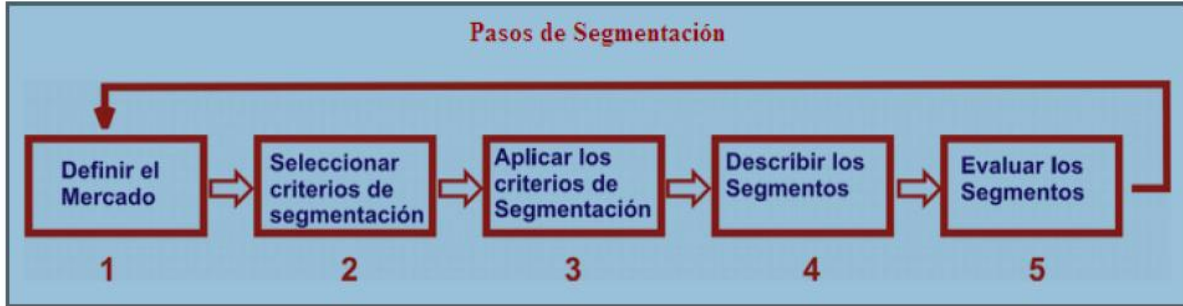 Pasos de Segmentación
Definir el
Mercado
Seleccionar
criterios de
segmentación
Aplicar los
criterios de
Segmentación
Describir los
Segmentos
Evaluar los
Segmentos
1
2
3
4
5